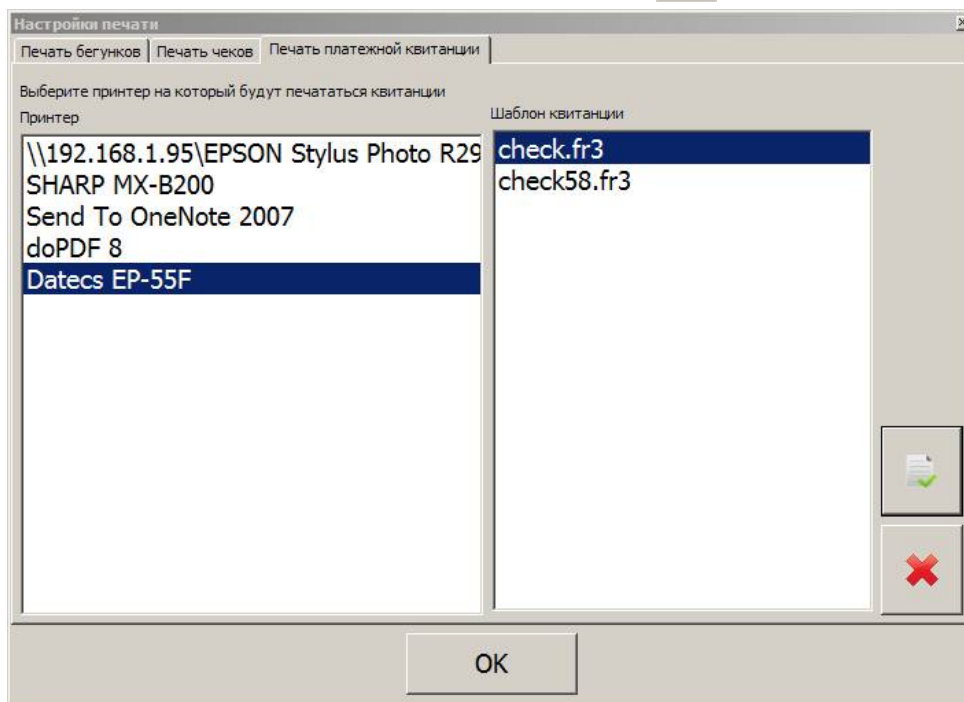 Настройки печати
Печать бегунков Печать чеков Печать платежной квитанции
Выберите принтер на который будут печататься квитанции
Принтер
\\192.168.1.95\EPSON Stylus Photo R29
SHARP MX-B200
Send To OneNote 2007
doPDF 8
Datecs EP-55F
Шаблон квитанции
check.fr3
check58.fr3
OK